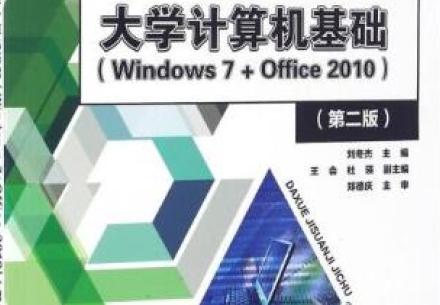 大学计算机基础
(Windows 7 + Office 2010)
(第二版)
刘冬杰 主 编
王 会 杜 瑛 副主编
郑德庆 主 审
DAXUE JISUANJI JICHU